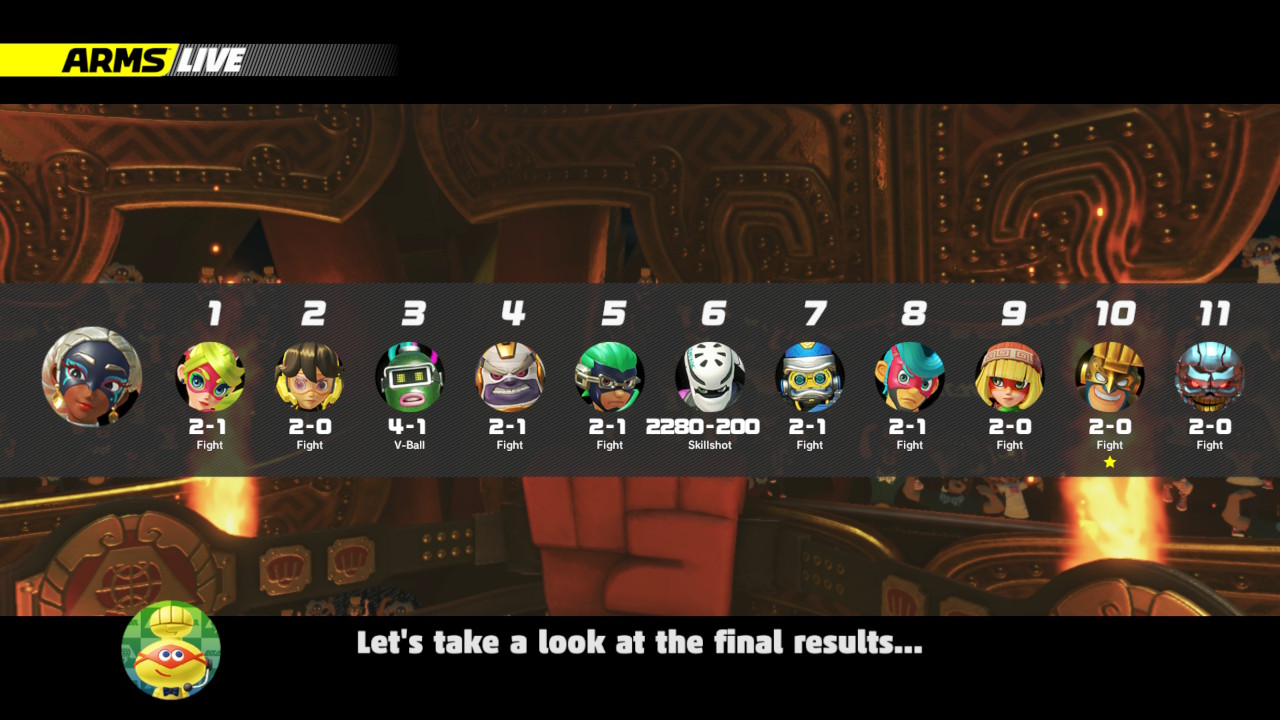 ARMS LIVE
1 2 3 4 5 6 7 8 9 10 11
2-1 2-0 4-1 2-1 2-1 2280-200 2-1 2-1 2-0 2-0 2-0
Fight Fight V-Ball Fight Fight Skillshot Fight Fight Fight Fight Fight
Let's take a look at the final results...